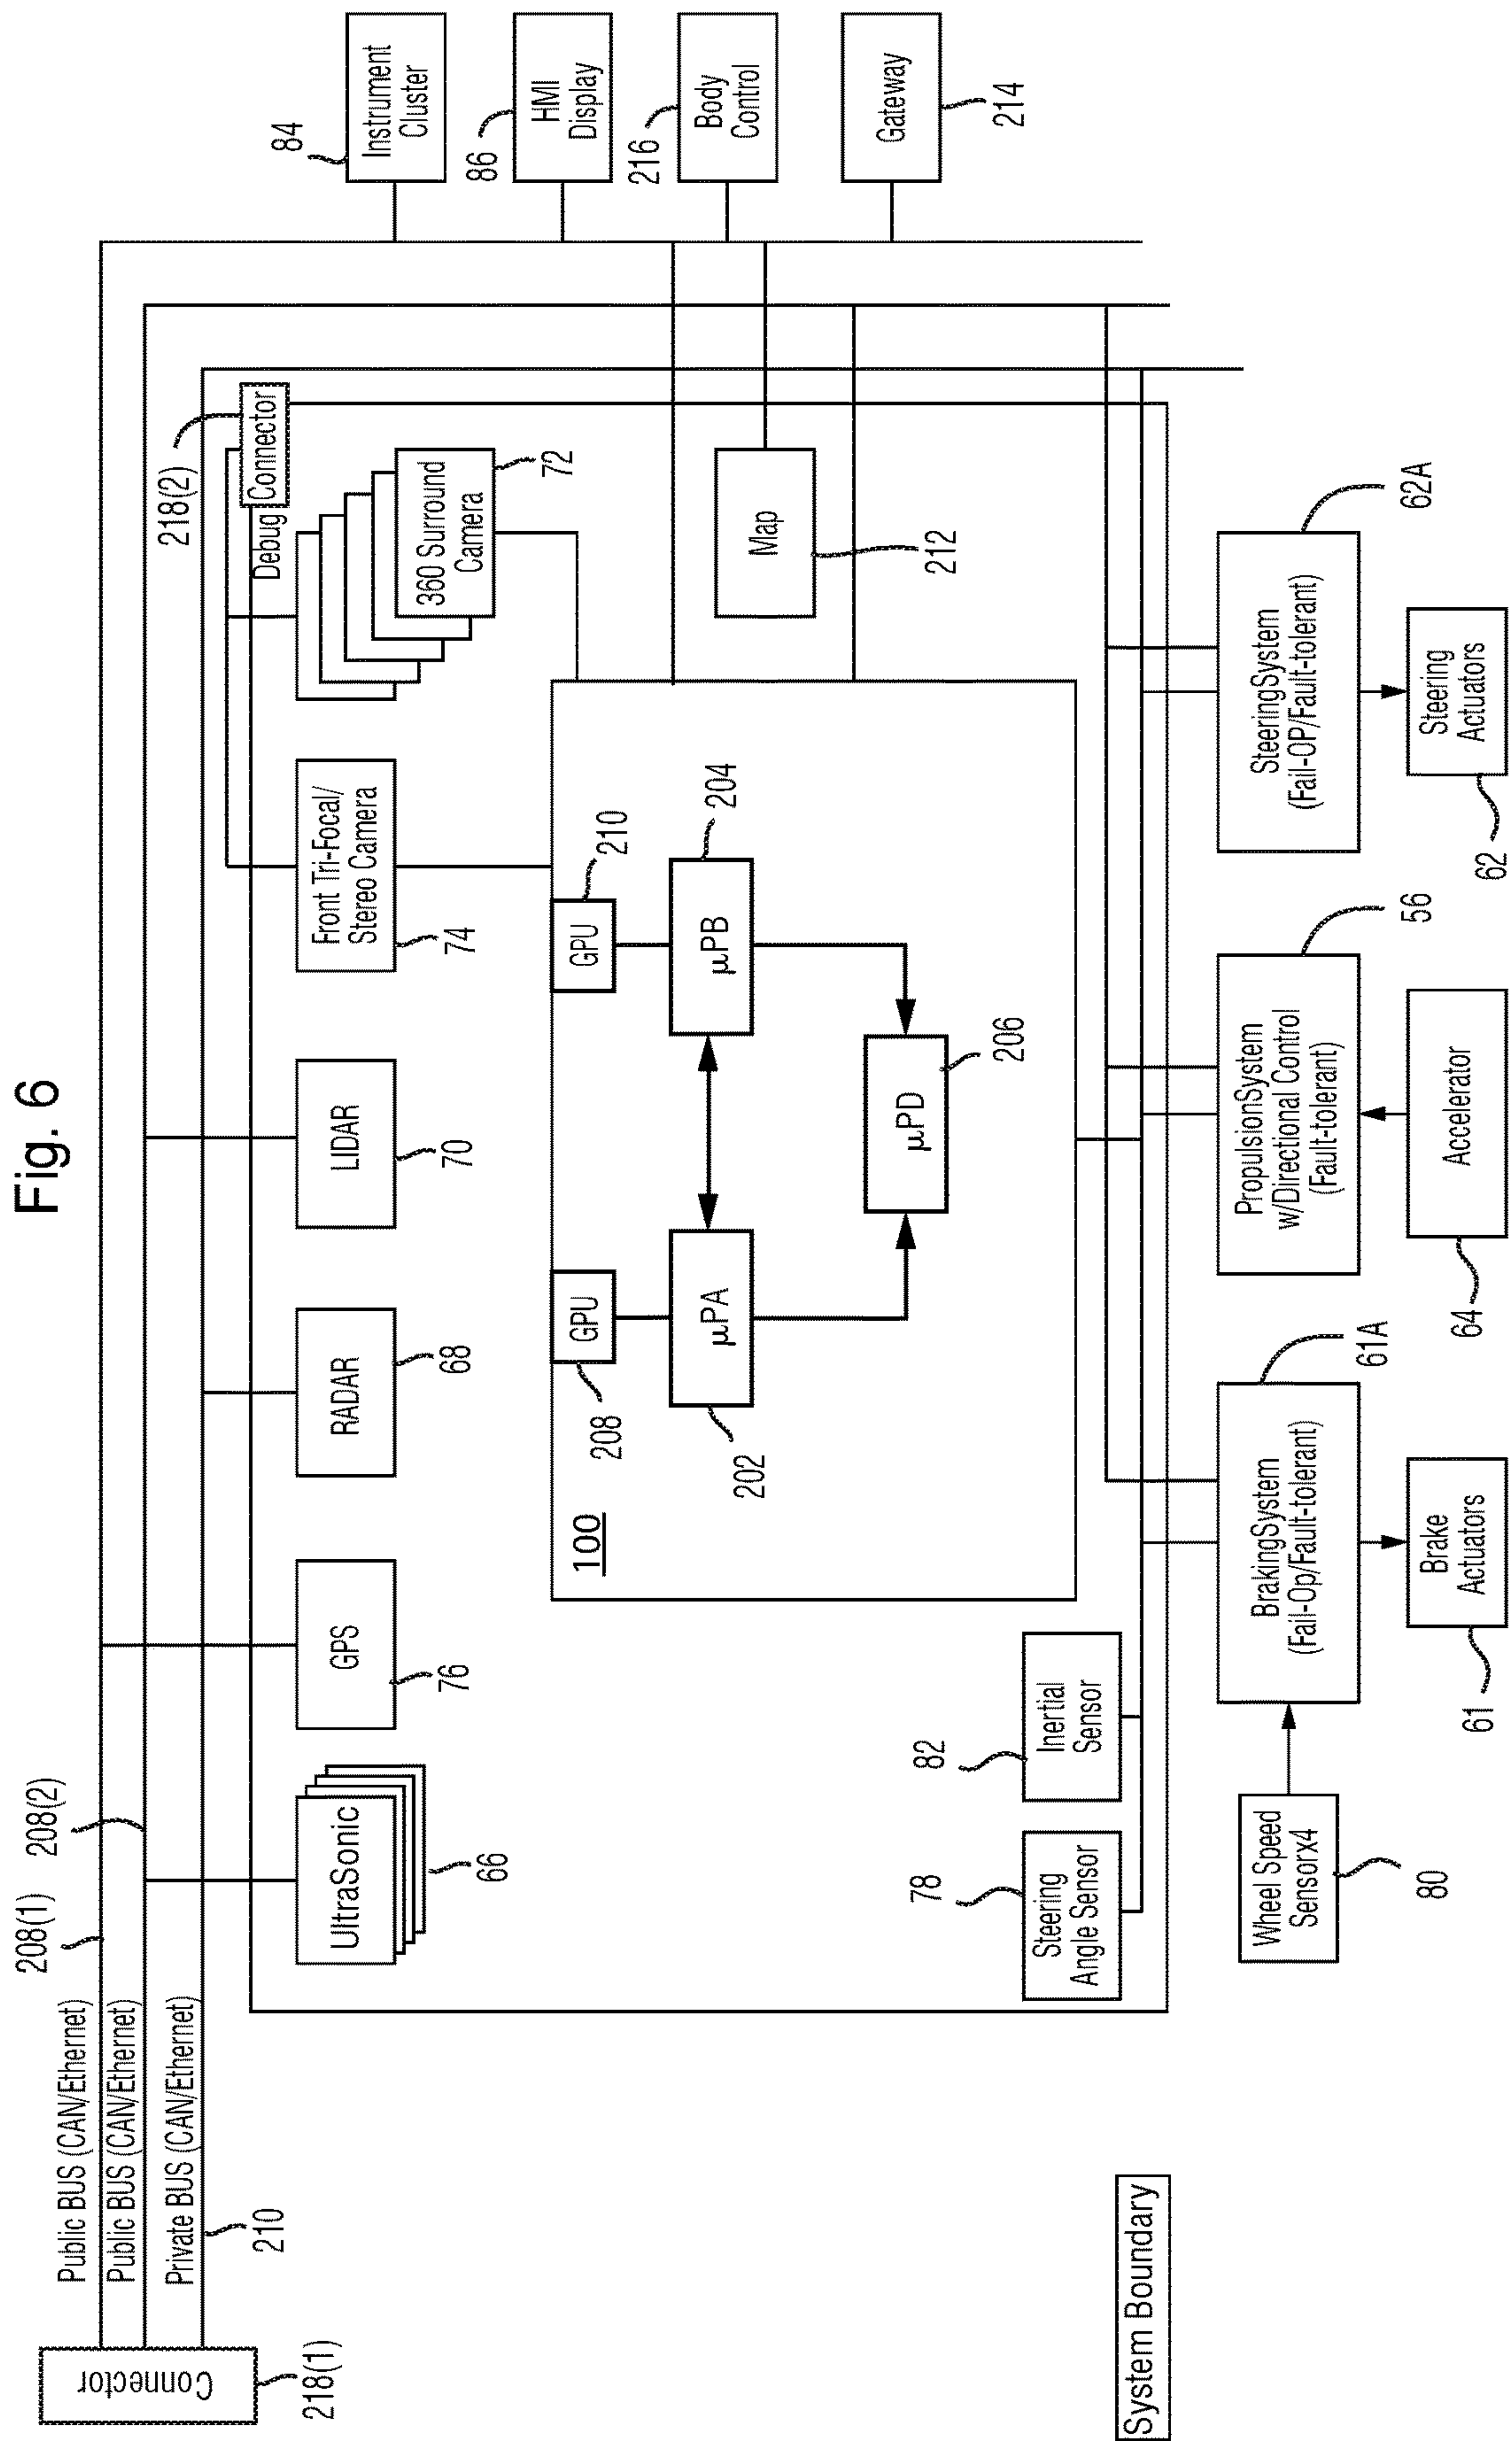 Fig. 6
Connector
218(1)
Public BUS (CAN/Ethernet)
Public BUS (CAN/Ethernet)
Private BUS (CAN/Ethernet)
210
208(1)
208(2)
218(2)
Debug
Connector
UltraSonic
66
GPS
76
RADAR
68
LIDAR
70
Front Tri-Focal/
Stereo Camera
74
360 Surround
Camera
72
84
Instrument
Cluster
86
HMI
Display
216
Body
Control
Gateway
214
Map
212
100
GPU
208
GPU
210
μPA
202
μPB
204
μPD
206
78
Steering
Angle Sensor
82
Inertial
Sensor
Wheel Speed
Sensorx4
80
BrakingSystem
(Fail-Op/Fault-tolerant)
61A
Brake
Actuators
61
PropulsionSystem
w/Directional Control
(Fault-tolerant)
56
Accelerator
64
SteeringSystem
(Fail-OP/Fault-tolerant)
62A
Steering
Actuators
62
System Boundary